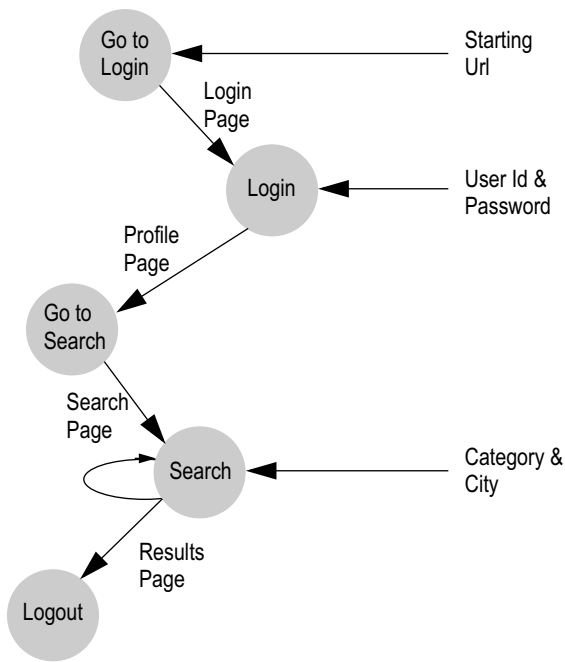 Go to
Login
Starting
Url
Login
Page
Login
User Id &
Password
Profile
Page
Go to
Search
Search
Page
Search
Category &
City
Results
Page
Logout